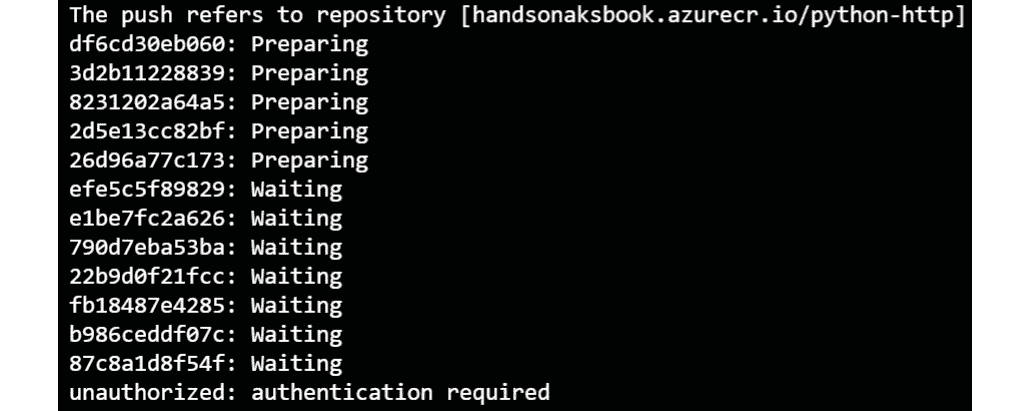 The push refers to repository [handsonaksbook.azurecr.io/python-http]
df6cd30eb060: Preparing
3d2b11228839: Preparing
8231202a64a5: Preparing
2d5e13cc82bf: Preparing
26d96a77c173: Preparing
efe5c5f89829: Waiting
e1be7fc2a626: Waiting
790d7eba53ba: Waiting
22b9d0f21fcc: Waiting
fb18487e4285: Waiting
b986ceddf07c: Waiting
87c8a1d8f54f: Waiting
unauthorized: authentication required